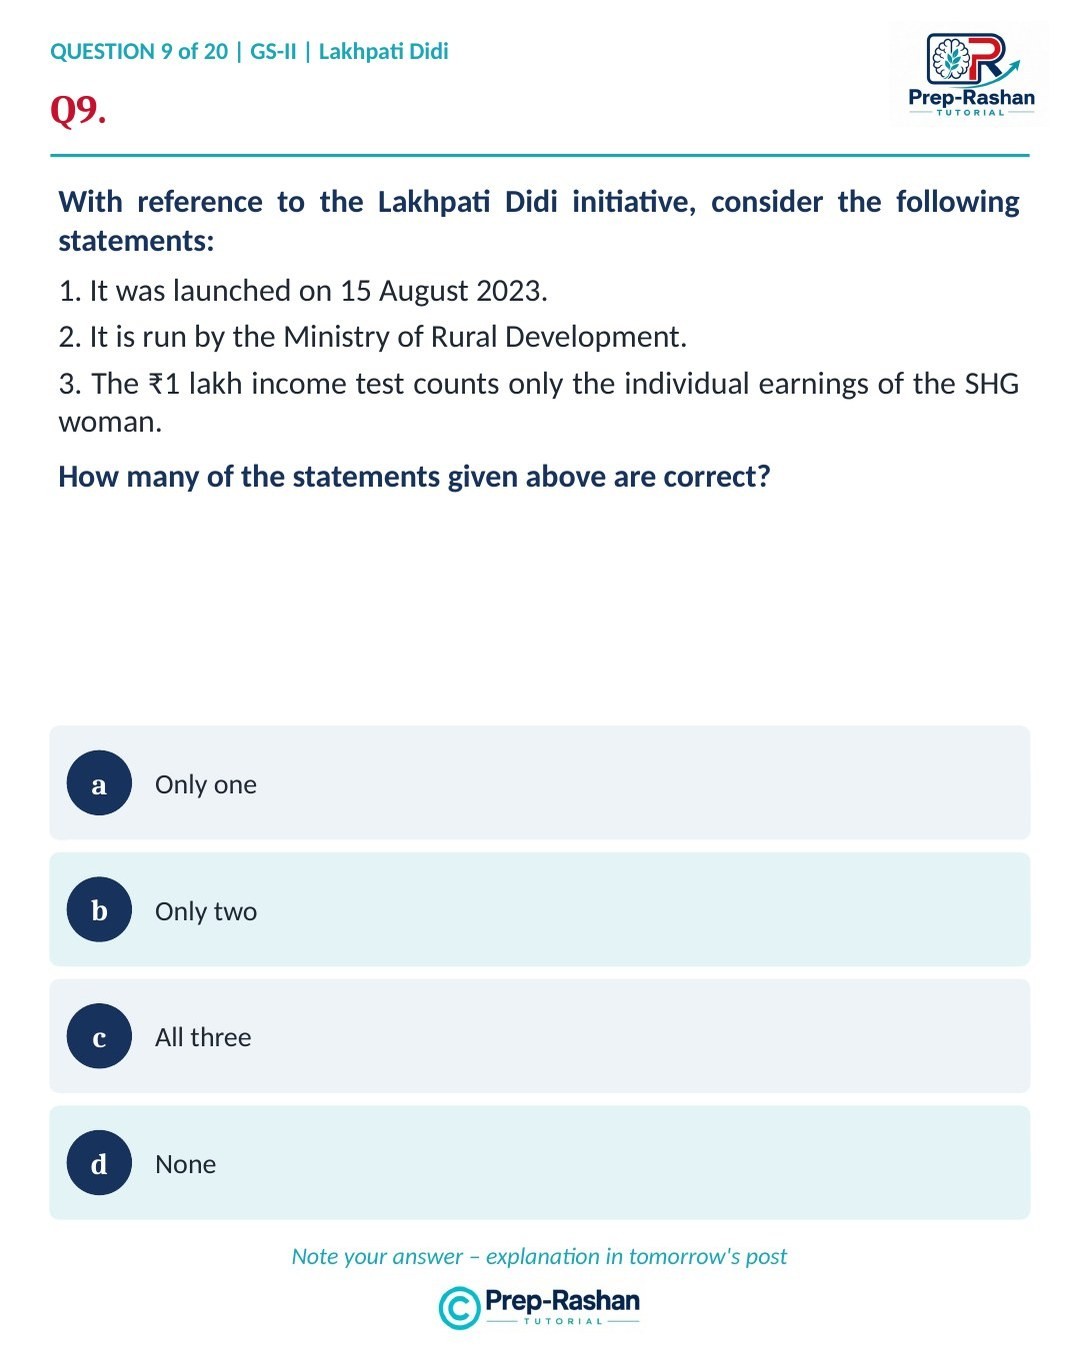 QUESTION 9 of 20 | GS-II | Lakhpati Didi
Prep-Rashan
TUTORIAL
Q9.
With reference to the Lakhpati Didi initiative, consider the following
statements:
1. It was launched on 15 August 2023.
2. It is run by the Ministry of Rural Development.
3. The ₹1 lakh income test counts only the individual earnings of the SHG
woman.
How many of the statements given above are correct?
a Only one
b Only two
c All three
d None
Note your answer – explanation in tomorrow's post
© Prep-Rashan
TUTORIAL